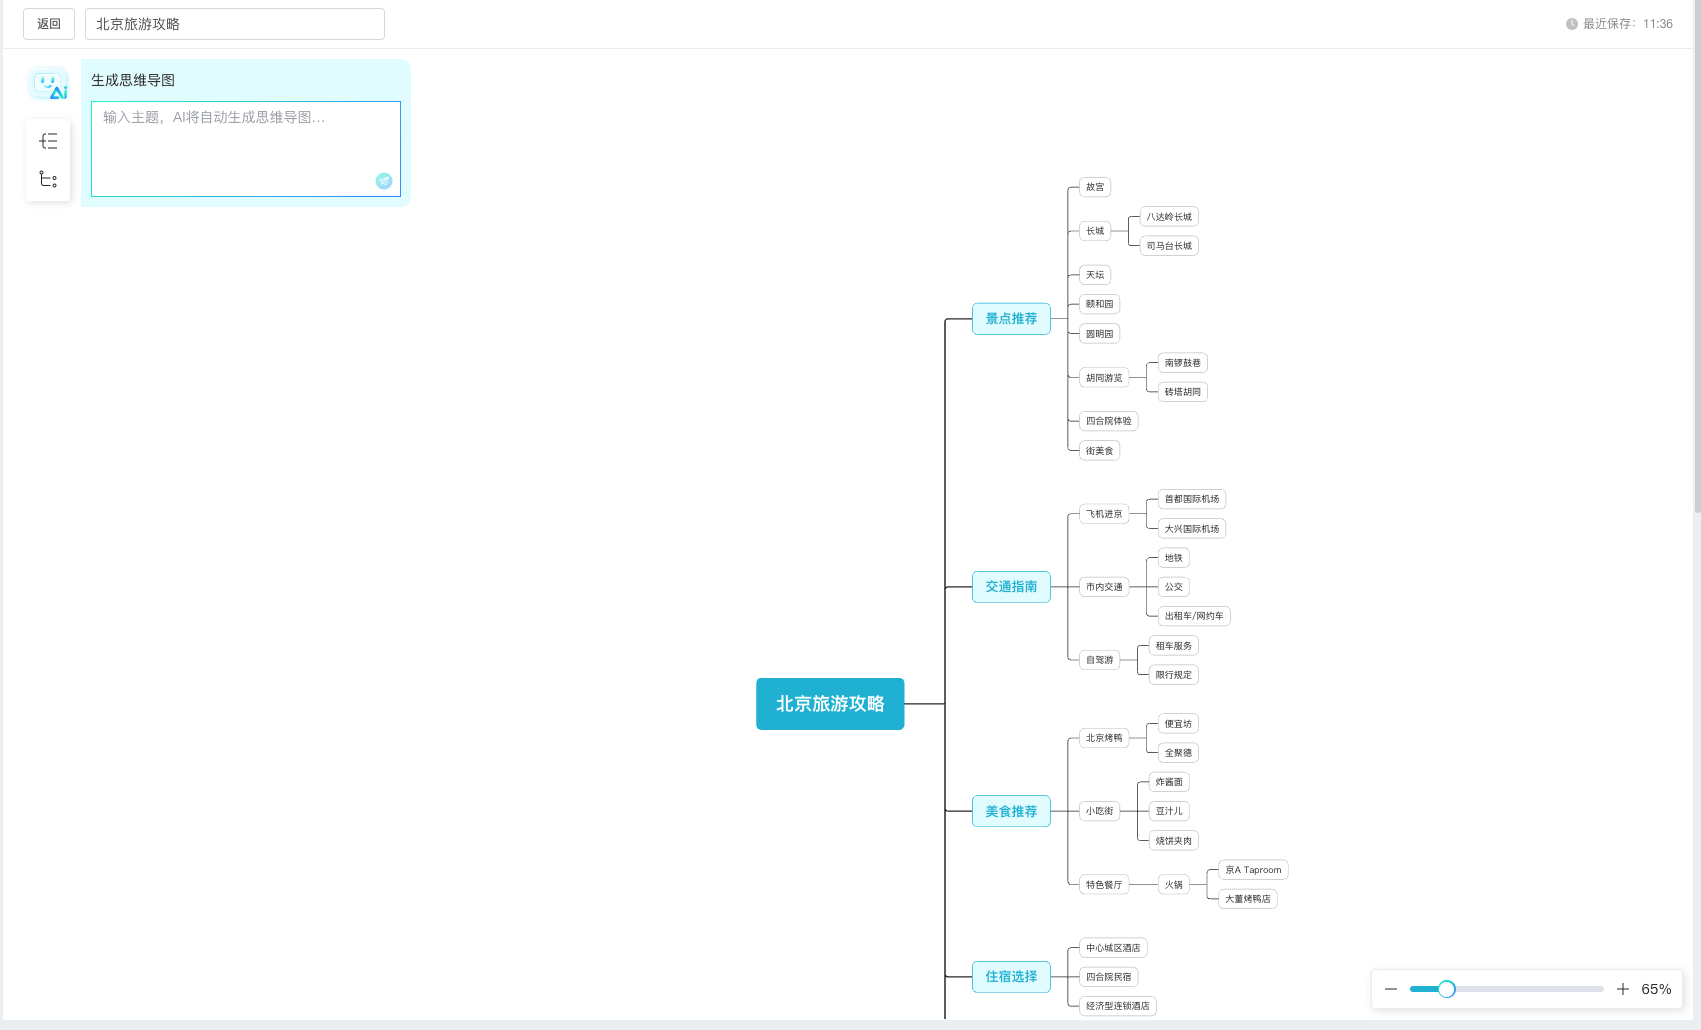 返回
北京旅游攻略
最近保存：11:36
Ai
生成思维导图
输入主题，AI将自动生成思维导图...
北京旅游攻略
景点推荐
故宫
长城
八达岭长城
司马台长城
天坛
颐和园
圆明园
胡同游览
南锣鼓巷
砖塔胡同
四合院体验
街美食
交通指南
飞机进京
首都国际机场
大兴国际机场
市内交通
地铁
公交
出租车/网约车
自驾游
租车服务
限行规定
美食推荐
北京烤鸭
便宜坊
全聚德
小吃街
炸酱面
豆汁儿
烧饼夹肉
特色餐厅
火锅
京A Taproom
大董烤鸭店
住宿选择
中心城区酒店
四合院民宿
经济型连锁酒店
65%